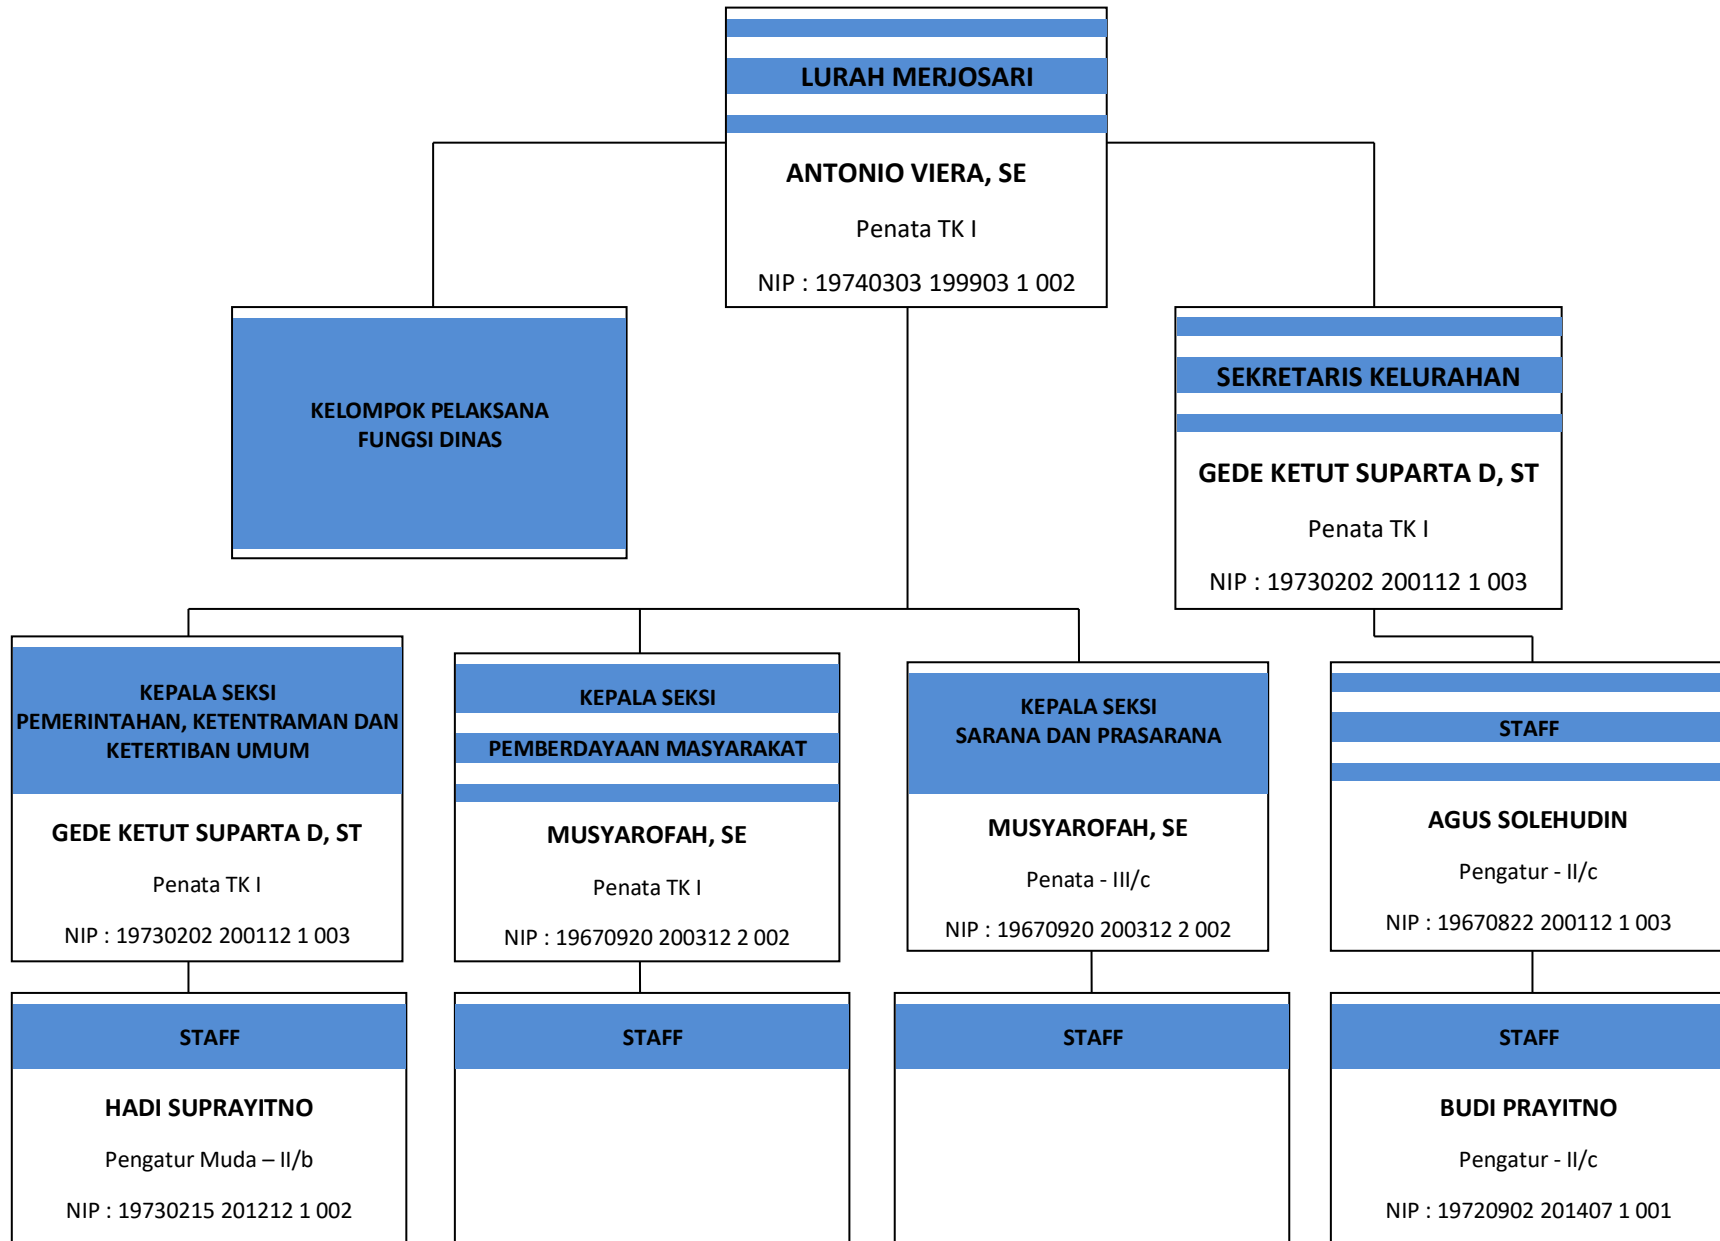 LURAH MERJOSARI
ANTONIO VIERA, SE
Penata TK I
NIP : 19740303 199903 1 002
KELOMPOK PELAKSANA
FUNGSI DINAS
SEKRETARIS KELURAHAN
GEDE KETUT SUPARTA D, ST
Penata TK I
NIP : 19730202 200112 1 003
KEPALA SEKSI
PEMERINTAHAN, KETENTRAMAN DAN
KETERTIBAN UMUM
GEDE KETUT SUPARTA D, ST
Penata TK I
NIP : 19730202 200112 1 003
KEPALA SEKSI
PEMBERDAYAAN MASYARAKAT
MUSYAROFAH, SE
Penata TK I
NIP : 19670920 200312 2 002
KEPALA SEKSI
SARANA DAN PRASARANA
MUSYAROFAH, SE
Penata - III/c
NIP : 19670920 200312 2 002
STAFF
AGUS SOLEHUDIN
Pengatur - II/c
NIP : 19670822 200112 1 003
STAFF
HADI SUPRAYITNO
Pengatur Muda – II/b
NIP : 19730215 201212 1 002
STAFF
STAFF
STAFF
BUDI PRAYITNO
Pengatur - II/c
NIP : 19720902 201407 1 001